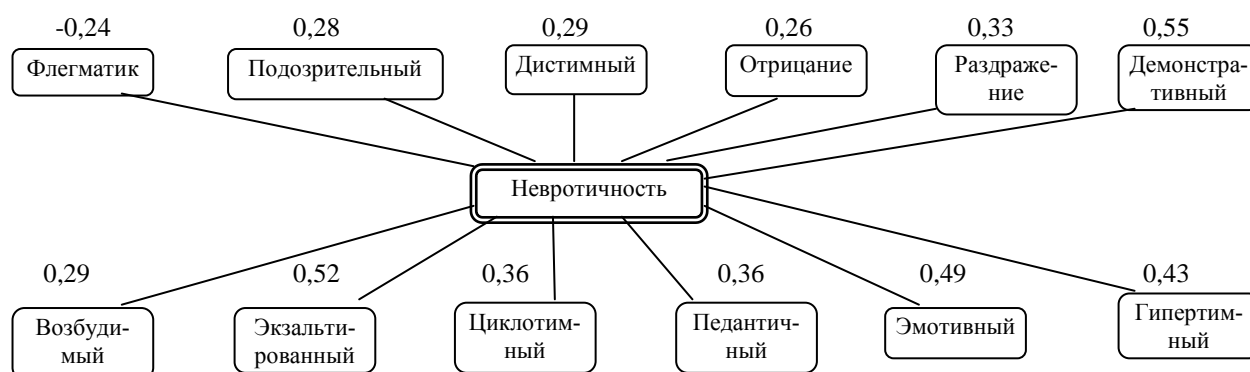 -0,24 0,28 0,29 0,26 0,33 0,55
Флегматик Подозрительный Дистимный Отрицание Раздраже- Демонстра-
ние тивный
Невротичность
0,29 0,52 0,36 0,36 0,49 0,43
Возбуди- Экзальти- Циклотим- Педантич- Эмотивный Гипертим-
мый рованный ный ный ный